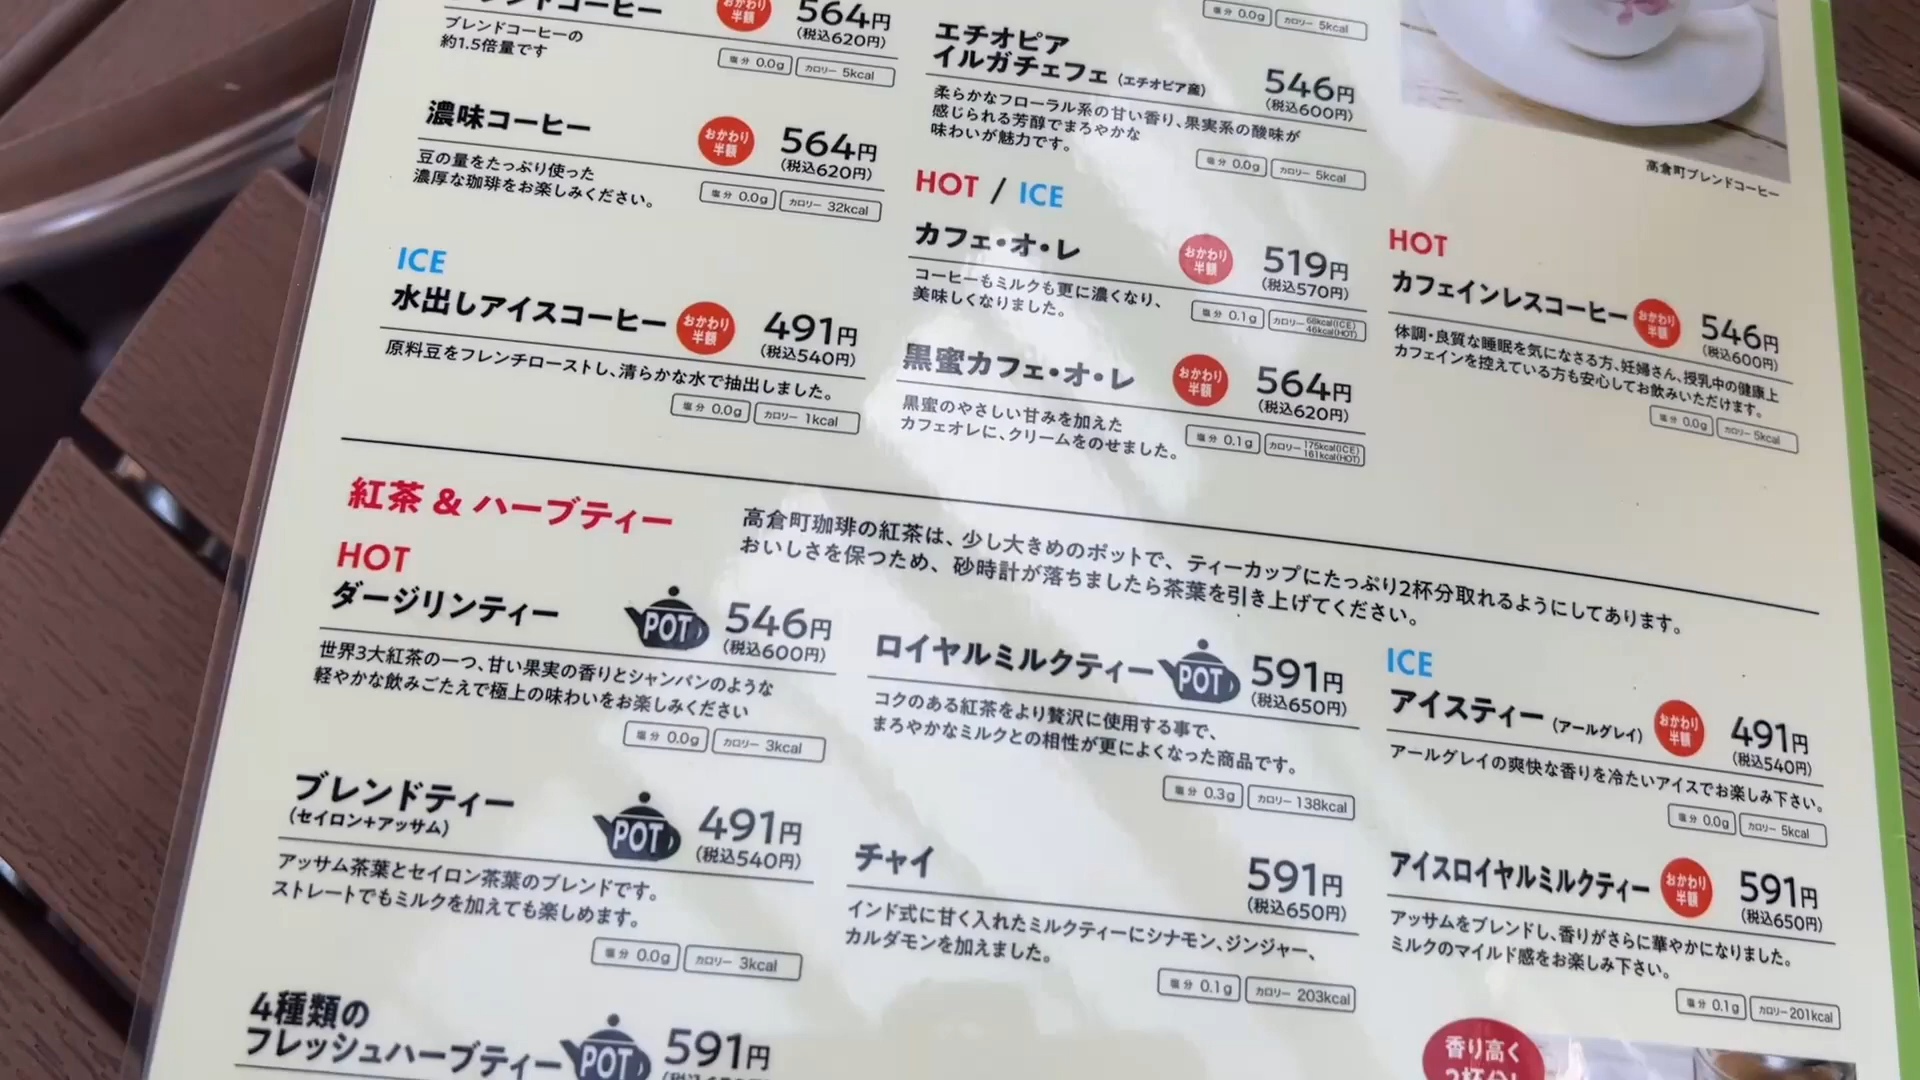 ンドコーヒー
おかわり
半額
564円
(税込620円)
ブレンドコーヒーの
約1.5倍量です
塩分 0.0g
カロリー 5kcal
濃味コーヒー
おかわり
半額
564円
(税込620円)
豆の量をたっぷり使った
濃厚な珈琲をお楽しみください。
塩分 0.0g
カロリー 32kcal
ICE
水出しアイスコーヒー
おかわり
半額
491円
(税込540円)
原料豆をフレンチローストし、清らかな水で抽出しました。
塩分 0.0g
カロリー 1kcal
塩分 0.0g
カロリー 5kcal
エチオピア
イルガチェフェ (エチオピア産)
546円
(税込600円)
柔らかなフローラル系の甘い香り、果実系の酸味が
感じられる芳醇でまろやかな
味わいが魅力です。
塩分 0.0g
カロリー 5kcal
HOT / ICE
カフェ・オ・レ
おかわり
半額
519円
(税込570円)
コーヒーもミルクも更に濃くなり、
美味しくなりました。
塩分 0.1g
カロリー 68kcal(ICE)
46kcal(HOT)
黒蜜カフェ・オ・レ
おかわり
半額
564円
(税込620円)
黒蜜のやさしい甘みを加えた
カフェオレに、クリームをのせました。
塩分 0.1g
カロリー 175kcal(ICE)
161kcal(HOT)
高倉町ブレンドコーヒー
HOT
カフェインレスコーヒー
おかわり
半額
546円
(税込600円)
体調・良質な睡眠を気になさる方、妊婦さん、授乳中の健康上
カフェインを控えている方も安心してお飲みいただけます。
塩分 0.0g
カロリー 5kcal
紅茶 & ハーブティー
高倉町珈琲の紅茶は、少し大きめのポットで、ティーカップにたっぷり2杯分取れるようにしてあります。
おいしさを保つため、砂時計が落ちましたら茶葉を引き上げてください。
HOT
ダージリンティー
POT
546円
(税込600円)
世界3大紅茶の一つ、甘い果実の香りとシャンパンのような
軽やかな飲みごたえで極上の味わいをお楽しみください
塩分 0.0g
カロリー 3kcal
ブレンドティー
(セイロン+アッサム)
POT
491円
(税込540円)
アッサム茶葉とセイロン茶葉のブレンドです。
ストレートでもミルクを加えても楽しめます。
塩分 0.0g
カロリー 3kcal
4種類の
フレッシュハーブティー
POT
591円
ロイヤルミルクティー
POT
591円
(税込650円)
コクのある紅茶をより贅沢に使用する事で、
まろやかなミルクとの相性が更によくなった商品です。
塩分 0.3g
カロリー 138kcal
チャイ
591円
(税込650円)
インド式に甘く入れたミルクティーにシナモン、ジンジャー、
カルダモンを加えました。
塩分 0.1g
カロリー 203kcal
ICE
アイスティー (アールグレイ)
おかわり
半額
491円
(税込540円)
アールグレイの爽快な香りを冷たいアイスでお楽しみ下さい。
塩分 0.0g
カロリー 5kcal
アイスロイヤルミルクティー
おかわり
半額
591円
(税込650円)
アッサムをブレンドし、香りがさらに華やかになりました。
ミルクのマイルド感をお楽しみ下さい。
塩分 0.1g
カロリー 201kcal
香り高く